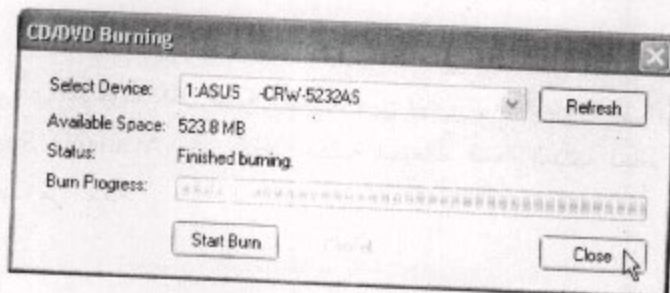 CD/DVD Burning
Select Device: 1:ASUS -CRW-5232AS Refresh
Available Space: 523.8 MB
Status: Finished burning.
Burn Progress:
Start Burn Close